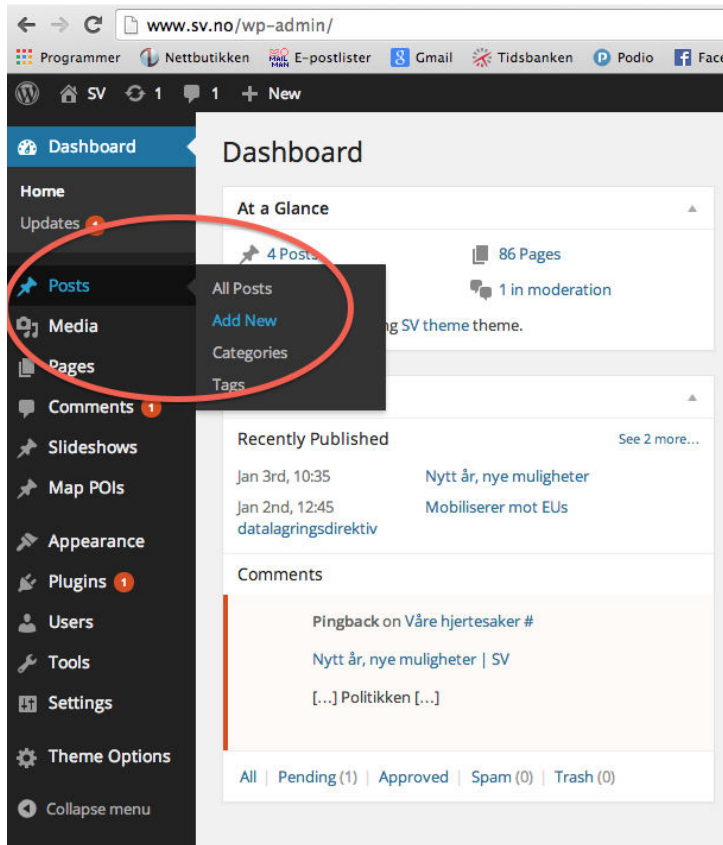 www.sv.no/wp-admin/
Programmer Nettbutikken MAIL MAN E-postlister 8 Gmail Tidsbanken P Podio f Face
SV 1 1 + New
Dashboard
Home
Updates
Posts
All Posts
Add New
Categories
Tags
Media
Pages
Comments 1
Slideshows
Map POIs
Appearance
Plugins 1
Users
Tools
Settings
Theme Options
Collapse menu
Dashboard
At a Glance
4 Posts 86 Pages
1 in moderation
ng SV theme theme.
Recently Published See 2 more...
Jan 3rd, 10:35 Nytt år, nye muligheter
Jan 2nd, 12:45 Mobiliserer mot EUs
datalagringsdirektiv
Comments
Pingback on Våre hjertesaker #
Nytt år, nye muligheter | SV
[…] Politikken […]
All | Pending (1) | Approved | Spam (0) | Trash (0)